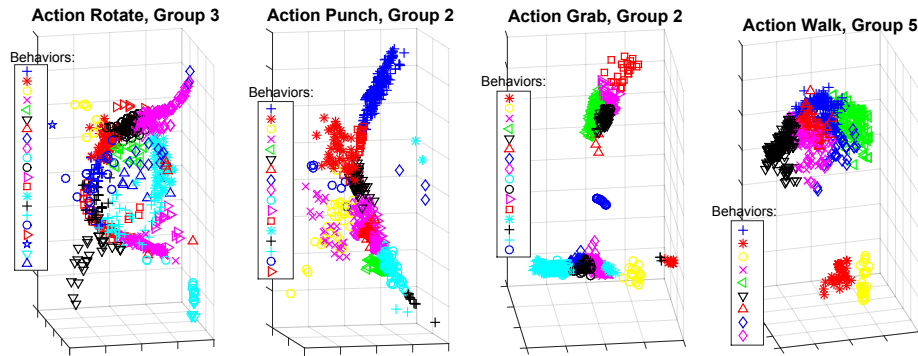 Action Rotate, Group 3
Behaviors:
Action Punch, Group 2
Behaviors:
Action Grab, Group 2
Behaviors:
Action Walk, Group 5
Behaviors: